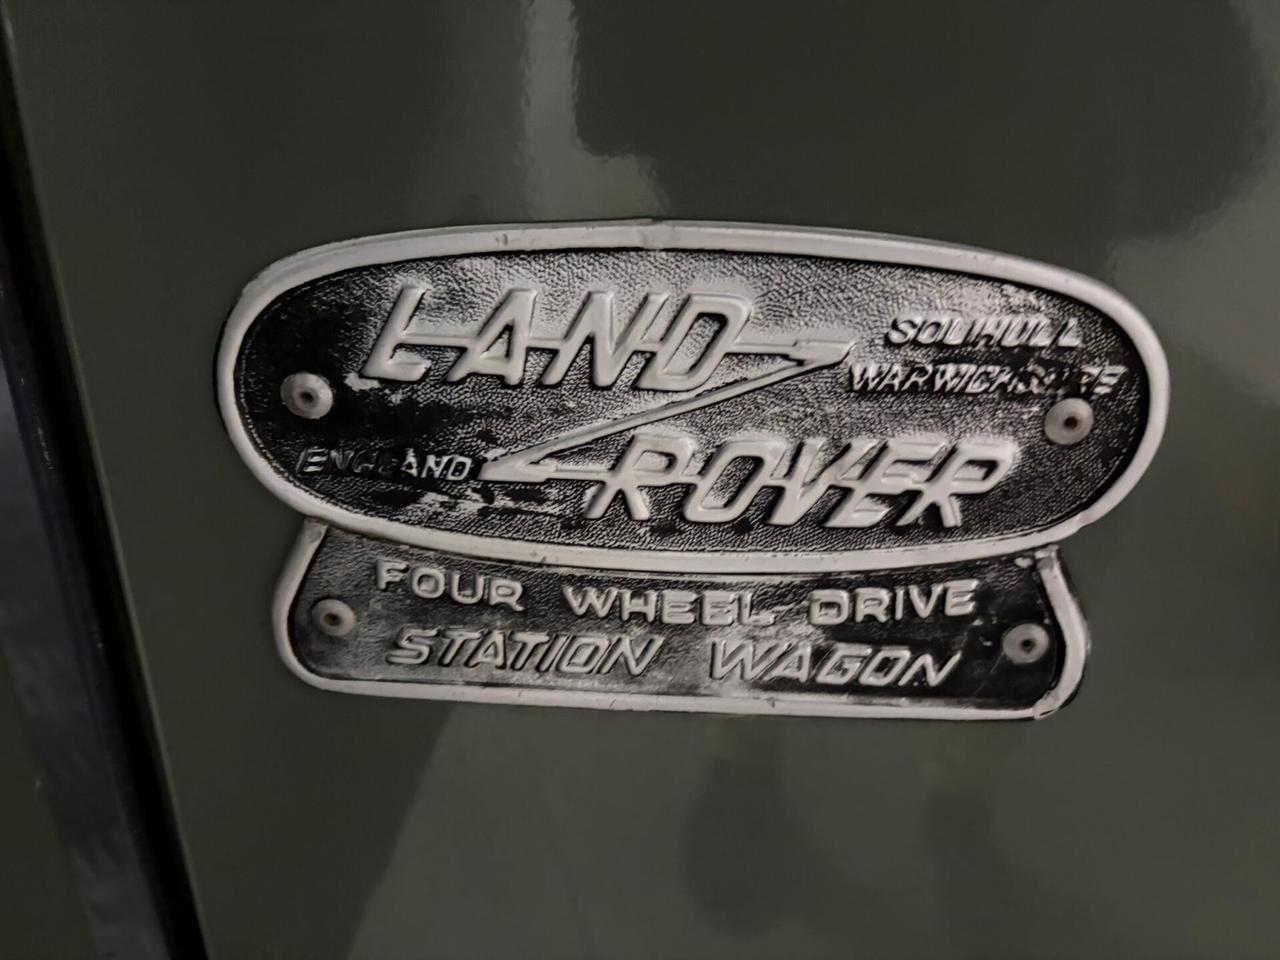 LAND
SOLIHULL
WARWICKSHIRE
ENGLAND
ROVER
FOUR WHEEL DRIVE
STATION WAGON